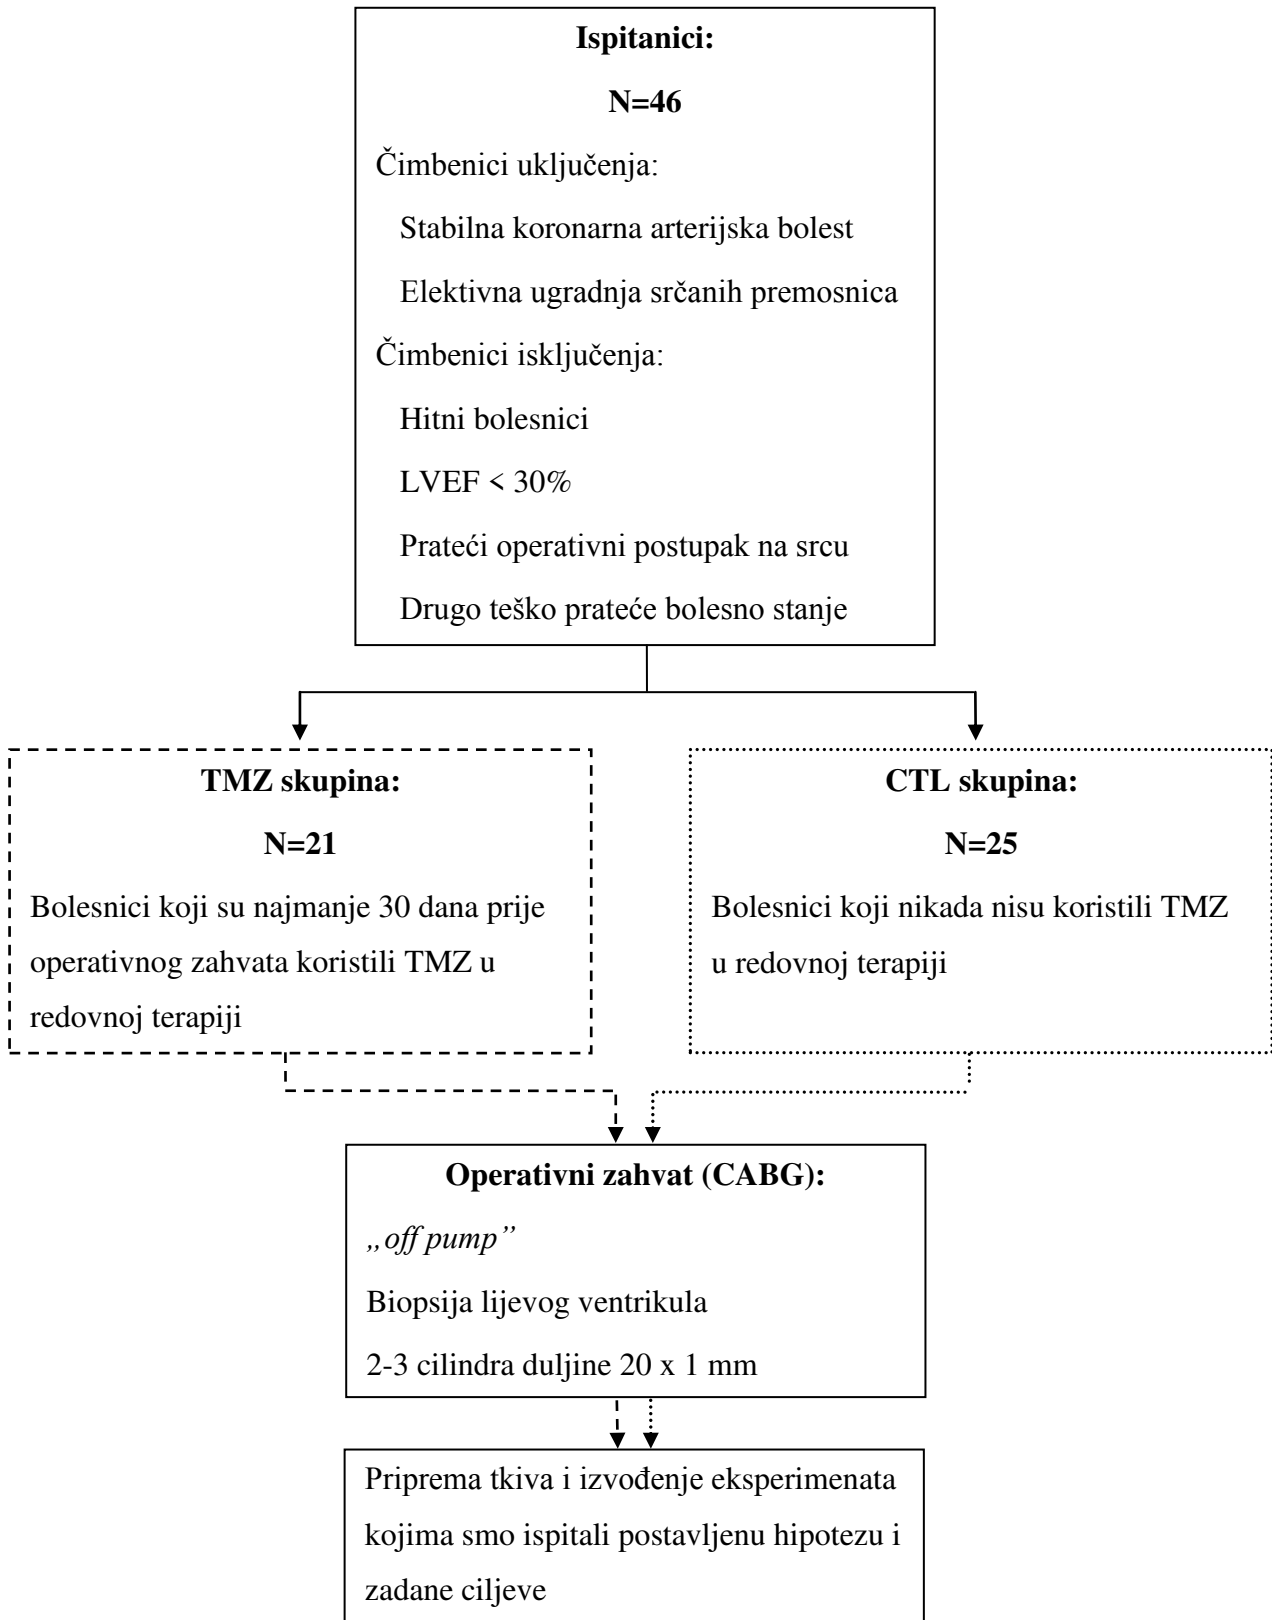 Ispitanici:
N=46
Čimbenici uključenja:
Stabilna koronarna arterijska bolest
Elektivna ugradnja srčanih premosnica
Čimbenici isključenja:
Hitni bolesnici
LVEF < 30%
Prateći operativni postupak na srcu
Drugo teško prateće bolesno stanje
TMZ skupina:
N=21
Bolesnici koji su najmanje 30 dana prije
operativnog zahvata koristili TMZ u
redovnoj terapiji
CTL skupina:
N=25
Bolesnici koji nikada nisu koristili TMZ
u redovnoj terapiji
Operativni zahvat (CABG):
„off pump”
Biopsija lijevog ventrikula
2-3 cilindra duljine 20 x 1 mm
Priprema tkiva i izvođenje eksperimenata
kojima smo ispitali postavljenu hipotezu i
zadane ciljeve